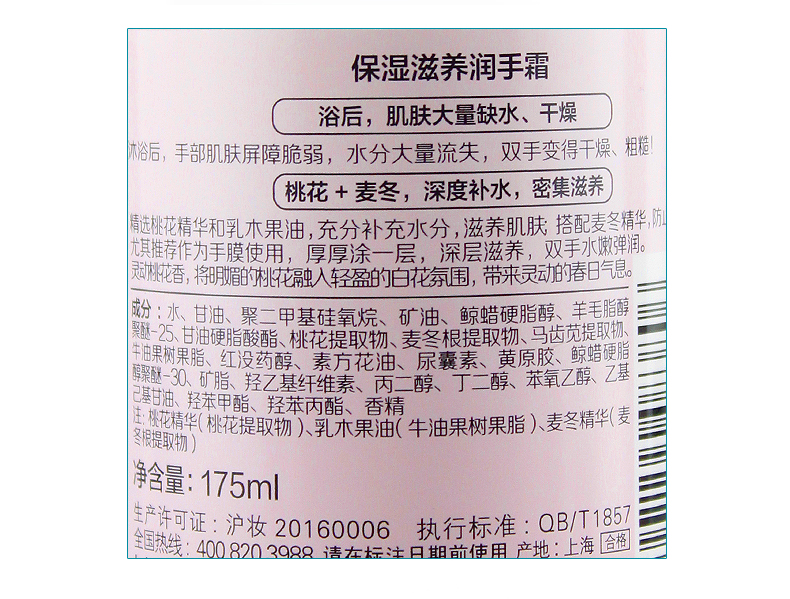 保湿滋养润手霜
浴后，肌肤大量缺水、干燥
沐浴后，手部肌肤屏障脆弱，水分大量流失，双手变得干燥、粗糙！
桃花 + 麦冬，深度补水，密集滋养
精选桃花精华和乳木果油，充分补充水分，滋养肌肤，搭配麦冬精华，防止
尤其推荐作为手膜使用，厚厚涂一层，深层滋养，双手水嫩弹润。
灵动桃花香，将明媚的桃花融入轻盈的白花氛围，带来灵动的春日气息。
成分：水、甘油、聚二甲基硅氧烷、矿油、鲸蜡硬脂醇、羊毛脂醇
聚醚-25、甘油硬脂酸酯、桃花提取物、麦冬根提取物、马齿苋提取物、
牛油果树果脂、红没药醇、素方花油、尿囊素、黄原胶、鲸蜡硬脂
醇聚醚-30、矿脂、羟乙基纤维素、丙二醇、丁二醇、苯氧乙醇、乙基
己基甘油、羟苯甲酯、羟苯丙酯、香精
注：桃花精华（桃花提取物）、乳木果油（牛油果树果脂）、麦冬精华（麦
冬根提取物）
净含量：175ml
生产许可证：沪妆 20160006 执行标准：QB/T1857
全国热线：400 820 3988 请在标注日期前使用 产地：上海 合格